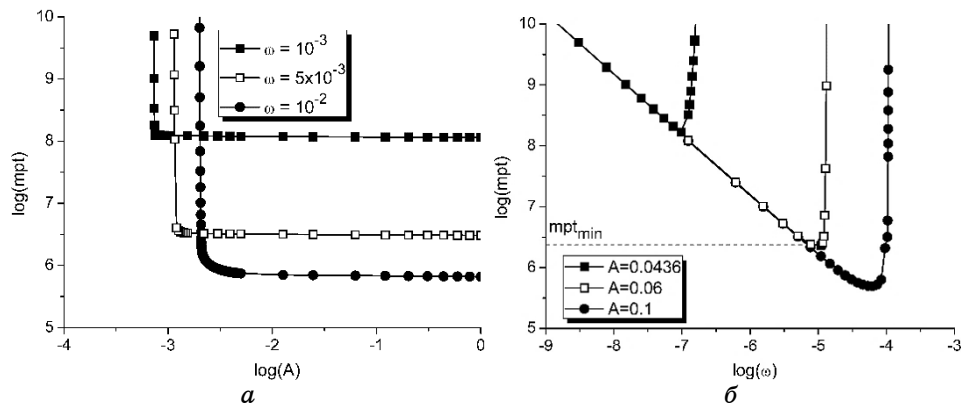 10
9
8
7
6
5
log(mpt)
ω = 10⁻³
ω = 5x10⁻³
ω = 10⁻²
-4
-3
-2
-1
0
log(A)
а
10
9
8
7
6
5
log(mpt)
mpt_min
A=0.0436
A=0.06
A=0.1
-9
-8
-7
-6
-5
-4
-3
log(ω)
б